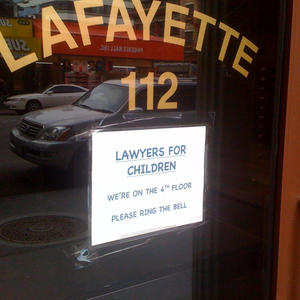 LAFAYETTE
112
LAWYERS FOR
CHILDREN
WE'RE ON THE 4TH FLOOR
PLEASE RING THE BELL